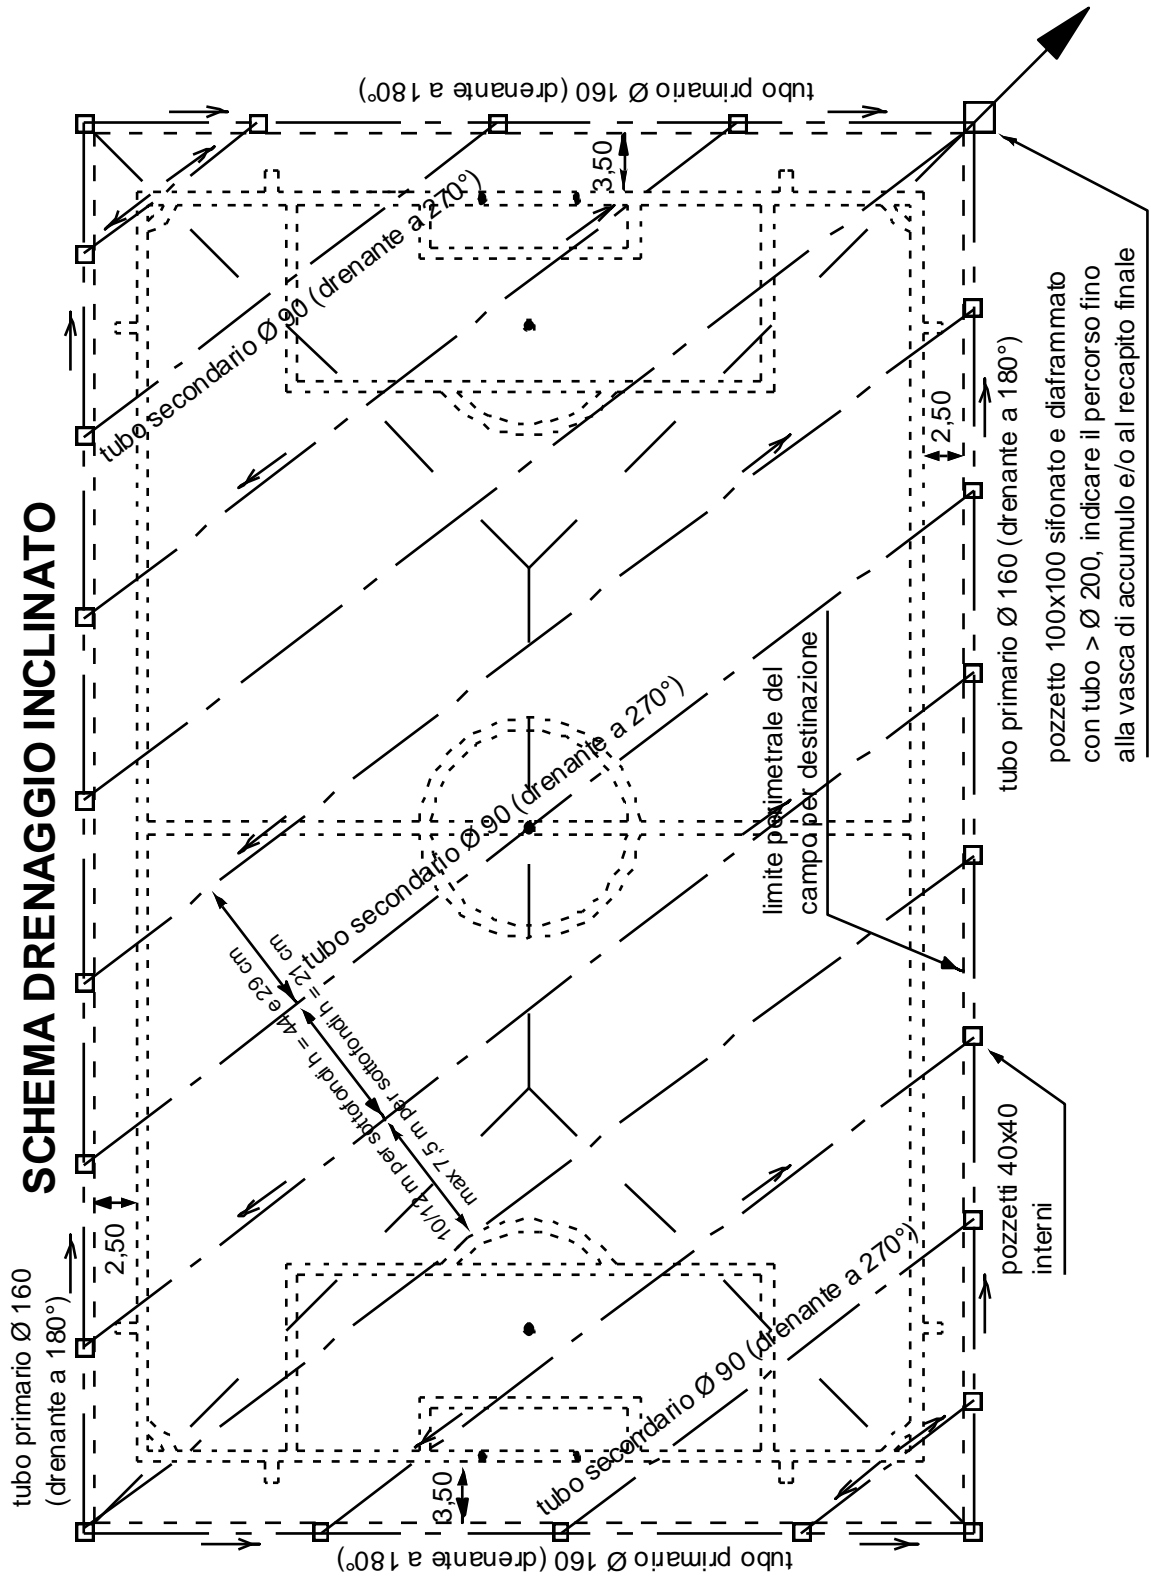 SCHEMA DRENAGGIO INCLINATO
tubo primario Ø 160
(drenante a 180°)
2,50
tubo primario Ø 160 (drenante a 180°)
3,50
tubo secondario Ø 90 (drenante a 270°)
tubo secondario Ø 90 (drenante a 270°)
10/12 m per sottofondi h = 44 e 29 cm
max 7,5 m per sottofondi h = 21 cm
tubo secondario Ø 90 (drenante a 270°)
3,50
tubo primario Ø 160 (drenante a 180°)
limite perimetrale del
campo per destinazione
2,50
pozzetti 40x40
interni
tubo primario Ø 160 (drenante a 180°)
pozzetto 100x100 sifonato e diaframmato
con tubo > Ø 200, indicare il percorso fino
alla vasca di accumulo e/o al recapito finale